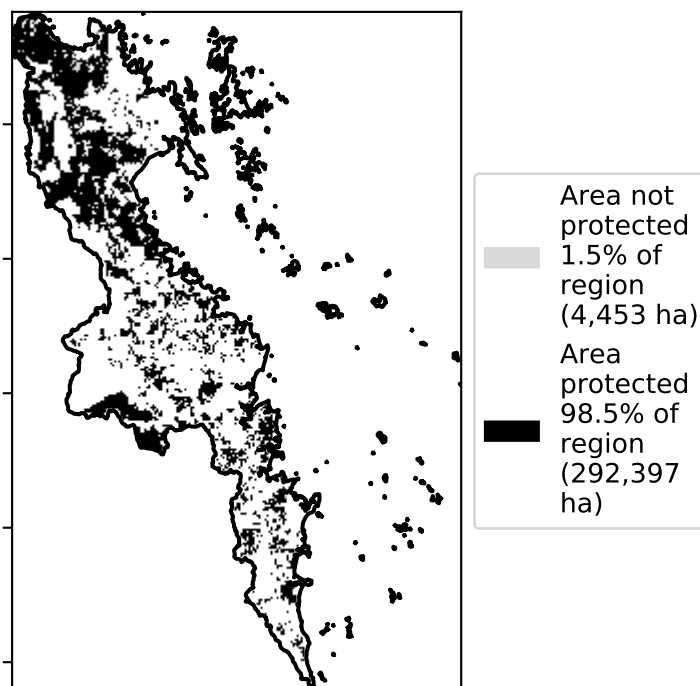 Area not
protected
1.5% of
region
(4,453 ha)
Area
protected
98.5% of
region
(292,397
ha)